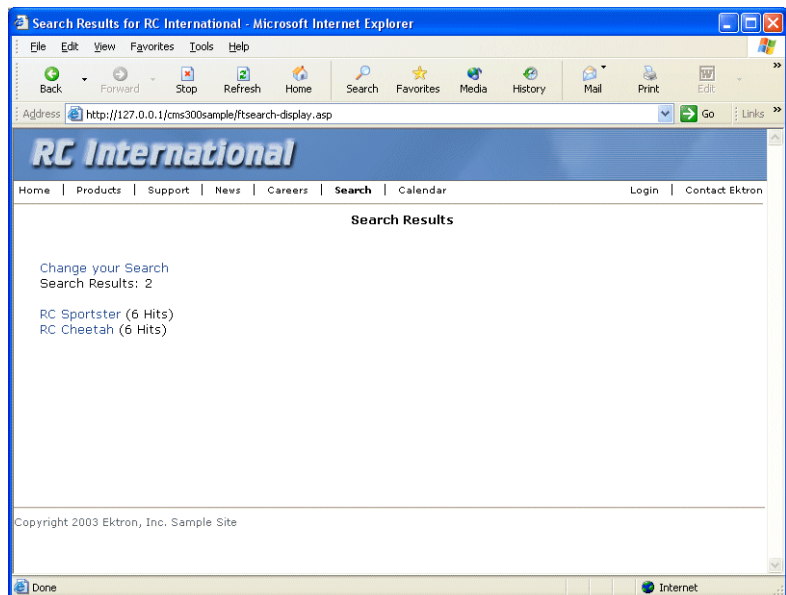 Search Results for RC International - Microsoft Internet Explorer
File Edit View Favorites Tools Help
Back Forward Stop Refresh Home Search Favorites Media History Mail Print Edit »
Address http://127.0.0.1/cms300sample/ftsearch-display.asp Go Links »
RC International
Home | Products | Support | News | Careers | Search | Calendar Login | Contact Ektron
Search Results
Change your Search
Search Results: 2
RC Sportster (6 Hits)
RC Cheetah (6 Hits)
Copyright 2003 Ektron, Inc. Sample Site
Done Internet